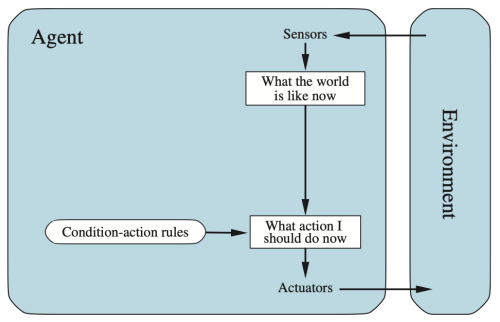 Agent
Sensors
What the world
is like now
Environment
Condition-action rules
What action I
should do now
Actuators